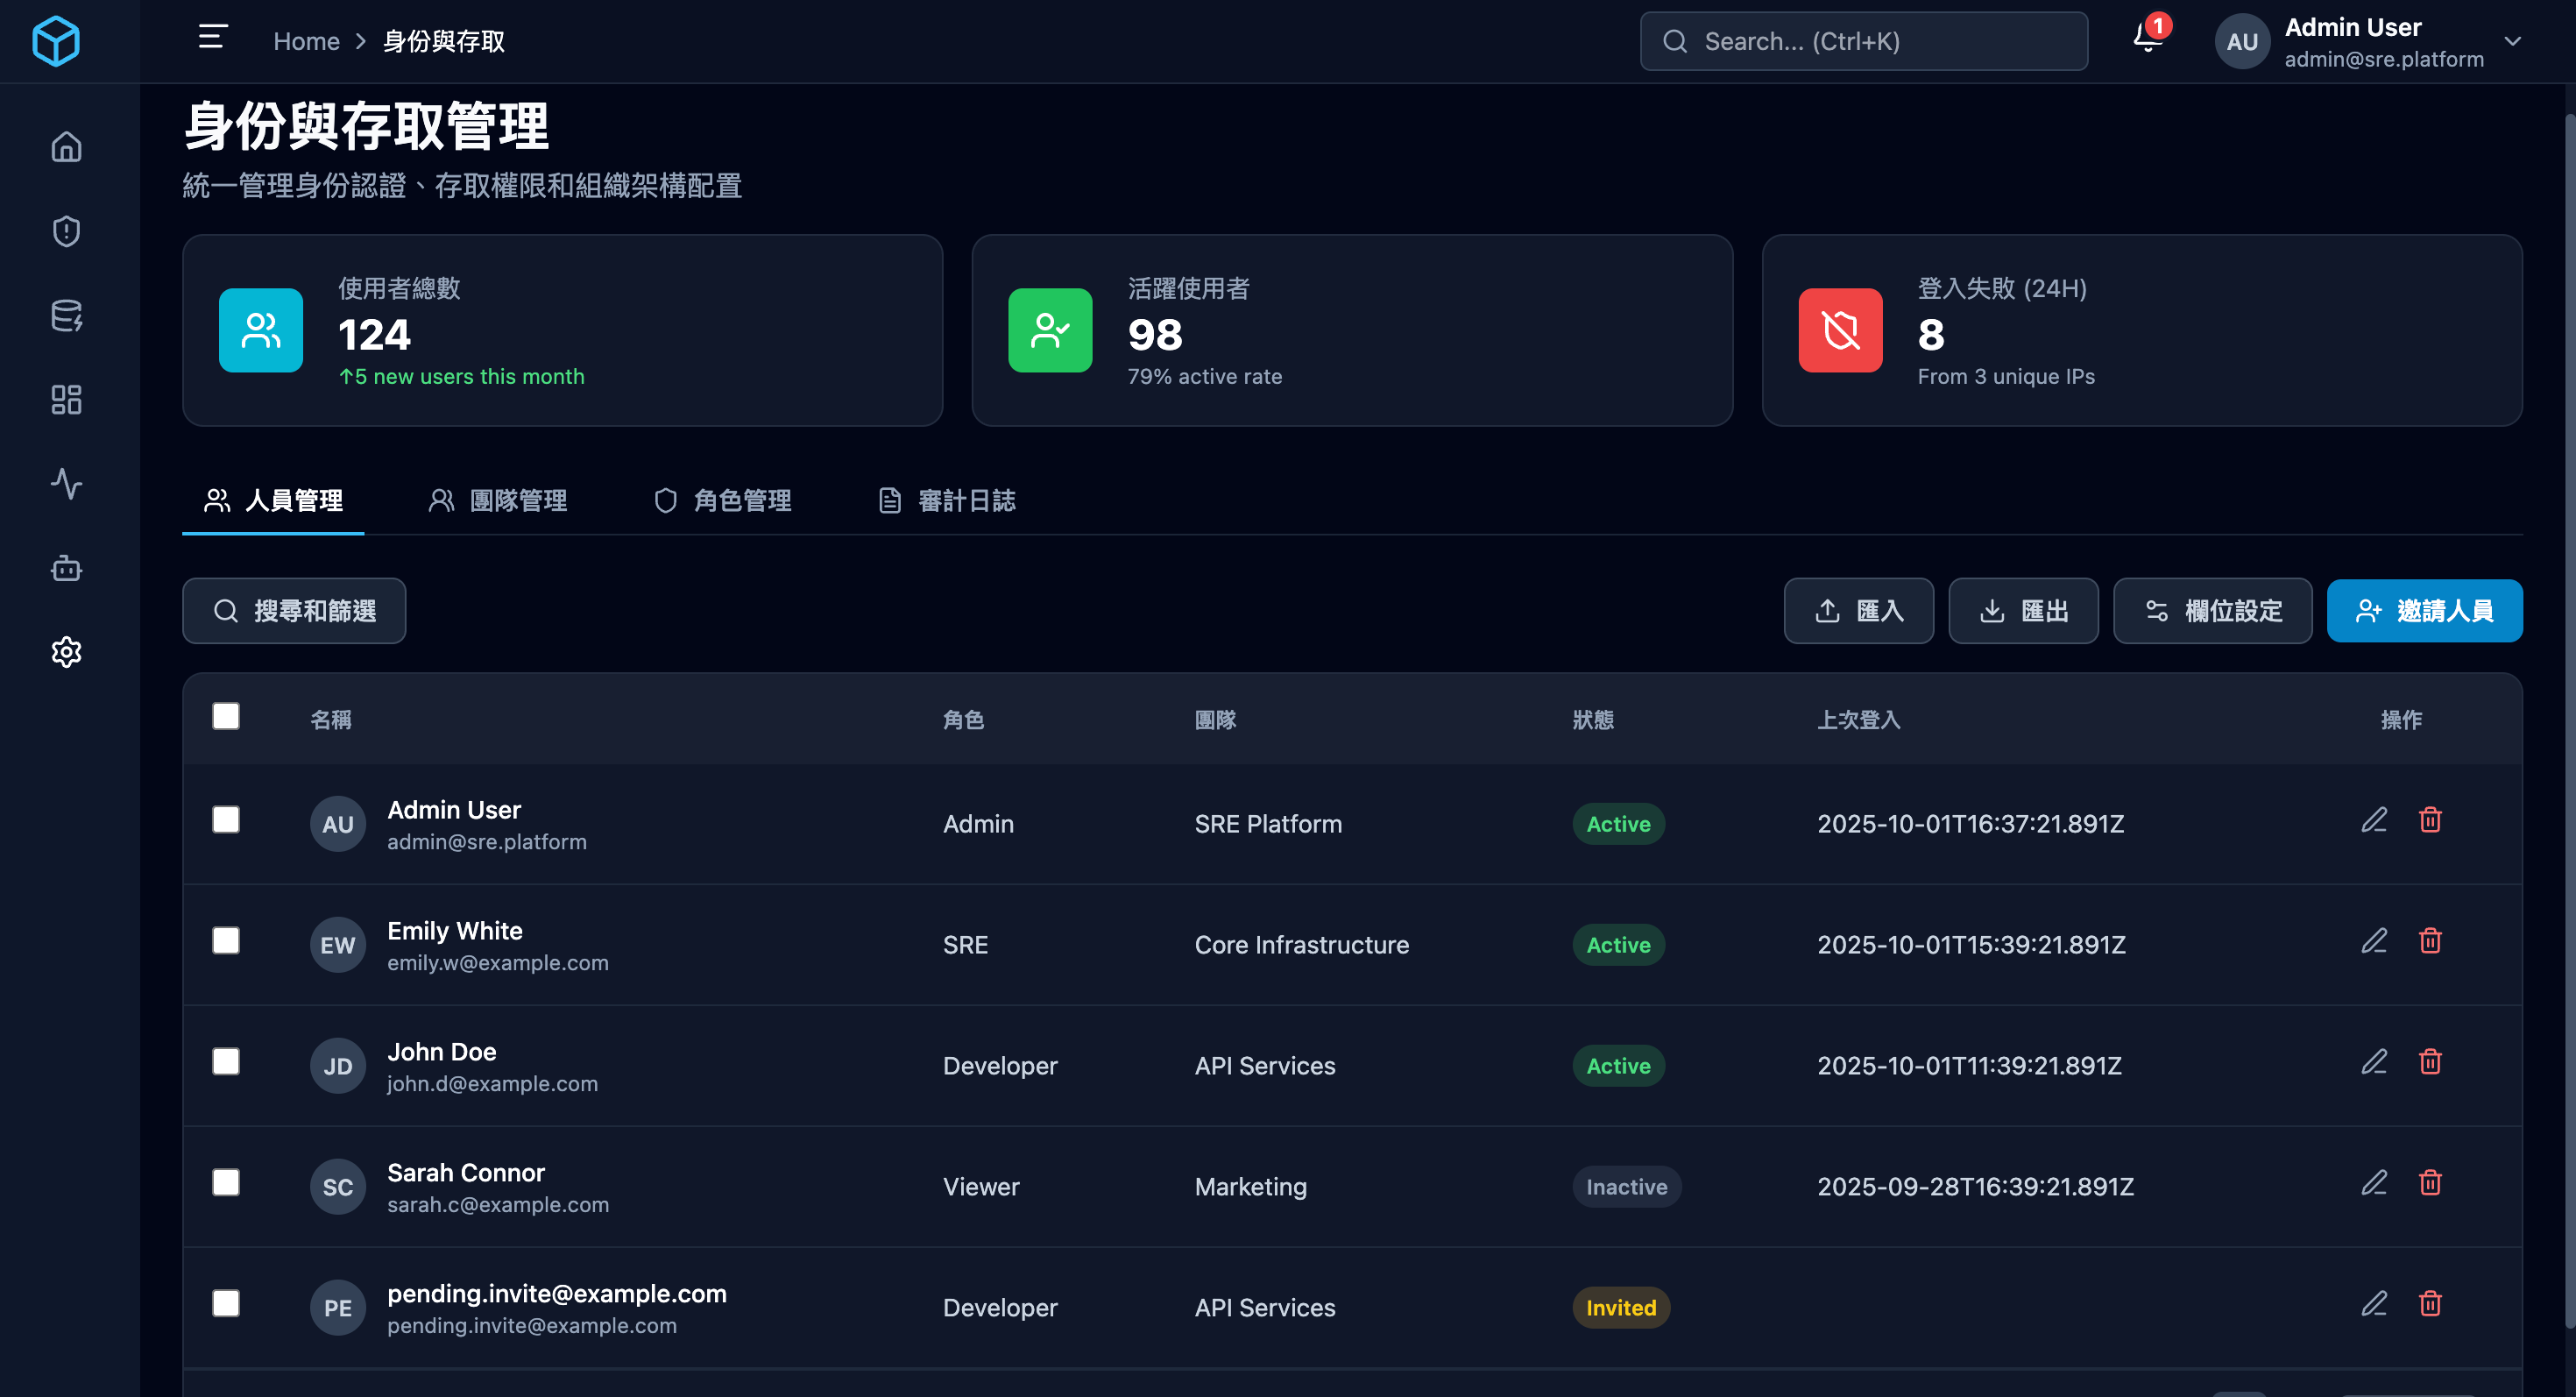 Home > 身份與存取
Search... (Ctrl+K)
1
AU
Admin User
admin@sre.platform
身份與存取管理
統一管理身份認證、存取權限和組織架構配置
使用者總數
124
↑5 new users this month
活躍使用者
98
79% active rate
登入失敗 (24H)
8
From 3 unique IPs
人員管理
團隊管理
角色管理
審計日誌
搜尋和篩選
匯入
匯出
欄位設定
邀請人員
名稱 角色 團隊 狀態 上次登入 操作
AU Admin User Admin SRE Platform Active 2025-10-01T16:37:21.891Z
admin@sre.platform
EW Emily White SRE Core Infrastructure Active 2025-10-01T15:39:21.891Z
emily.w@example.com
JD John Doe Developer API Services Active 2025-10-01T11:39:21.891Z
john.d@example.com
SC Sarah Connor Viewer Marketing Inactive 2025-09-28T16:39:21.891Z
sarah.c@example.com
PE pending.invite@example.com Developer API Services Invited
pending.invite@example.com